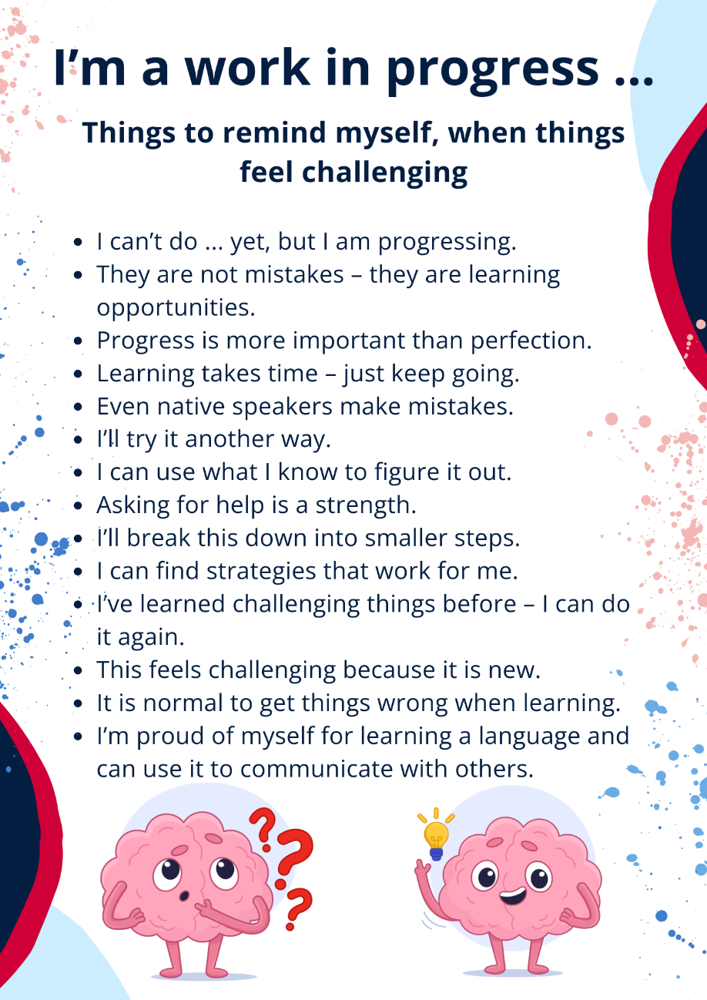 I’m a work in progress ...
Things to remind myself, when things
feel challenging
• I can’t do ... yet, but I am progressing.
• They are not mistakes – they are learning
opportunities.
• Progress is more important than perfection.
• Learning takes time – just keep going.
• Even native speakers make mistakes.
• I’ll try it another way.
• I can use what I know to figure it out.
• Asking for help is a strength.
• I’ll break this down into smaller steps.
• I can find strategies that work for me.
• I’ve learned challenging things before – I can do
it again.
• This feels challenging because it is new.
• It is normal to get things wrong when learning.
• I’m proud of myself for learning a language and
can use it to communicate with others.
???